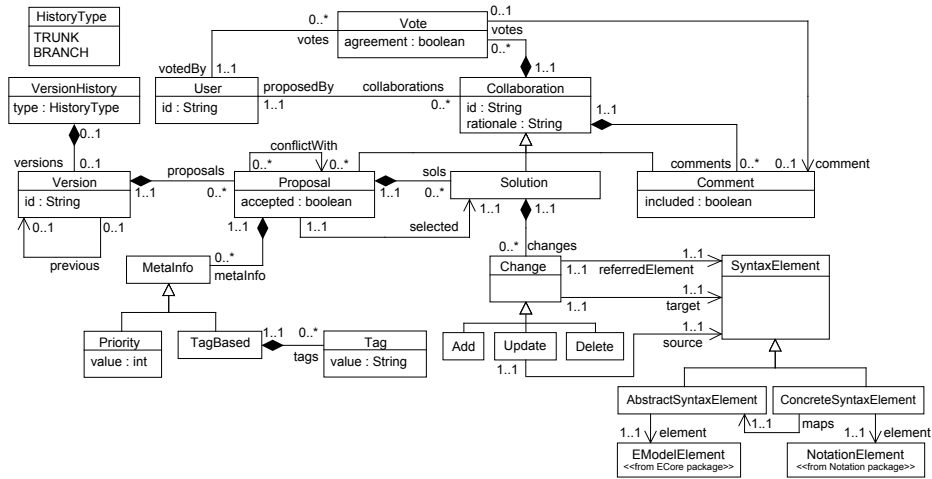 HistoryType
TRUNK
BRANCH
0..*
votes
Vote
agreement : boolean
0..1
votes
0..*
votedBy
1..1
1..1
VersionHistory
type : HistoryType
User
id : String
proposedBy
1..1
collaborations
0..*
Collaboration
id : String
rationale : String
1..1
0..1
versions
0..1
conflictWith
0..*
0..*
comments
0..*
0..1
comment
Version
id : String
1..1
proposals
0..*
Proposal
accepted : boolean
1..1
sols
0..*
Solution
Comment
included : boolean
0..1
0..1
previous
1..1
1..1
selected
1..1
1..1
MetaInfo
0..*
metaInfo
0..*
changes
Change
1..1
referredElement
1..1
SyntaxElement
1..1
target
1..1
Priority
value : int
TagBased
1..1
0..*
tags
Tag
value : String
Add
Update
Delete
1..1
source
1..1
AbstractSyntaxElement
ConcreteSyntaxElement
1..1
maps
1..1
element
1..1
element
EModelElement
<<from ECore package>>
NotationElement
<<from Notation package>>